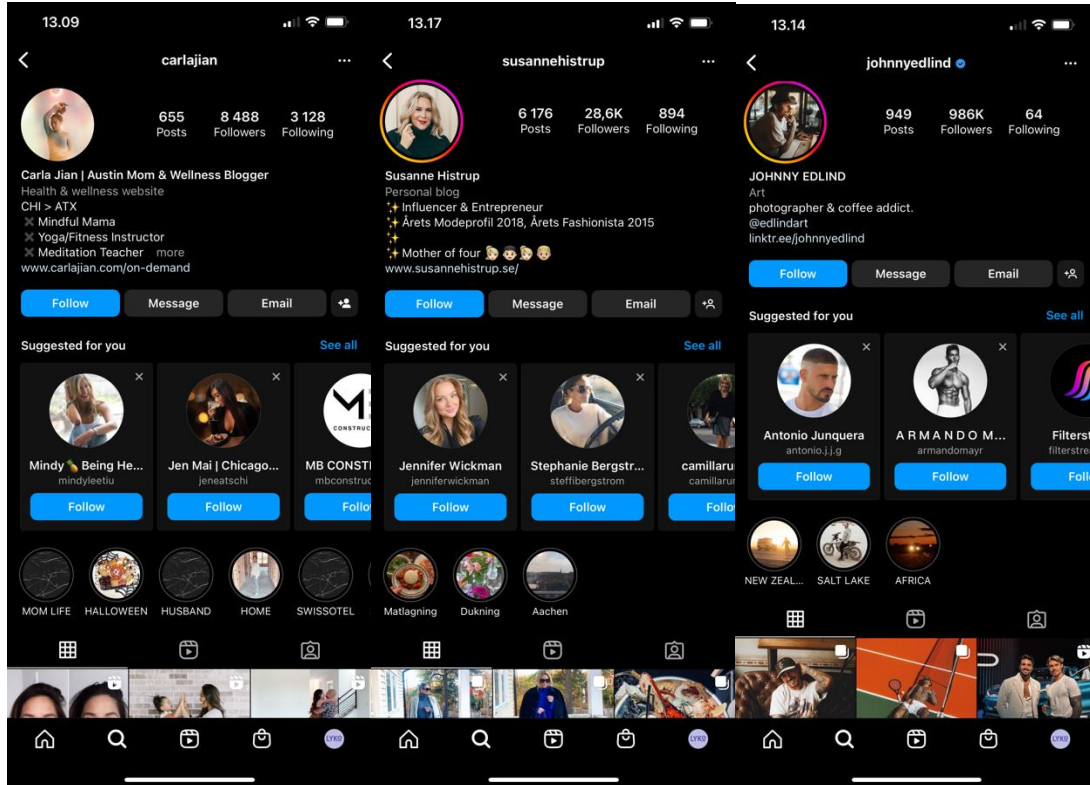 13.09
carlajian
655 8 488 3 128
Posts Followers Following
Carla Jian | Austin Mom & Wellness Blogger
Health & wellness website
CHI > ATX
Mindful Mama
Yoga/Fitness Instructor
Meditation Teacher more
www.carlajian.com/on-demand
Follow Message Email
Suggested for you See all
Mindy Being He...
mindyleetiu
Follow
Jen Mai | Chicago...
jeneatschi
Follow
M
CONSTRUC
MB CONST
mbconstruc
Follo
MOM LIFE HALLOWEEN HUSBAND HOME SWISSOTEL
LYKO
13.17
susannehistrup
6 176 28,6K 894
Posts Followers Following
Susanne Histrup
Personal blog
Influencer & Entrepreneur
Årets Modeprofil 2018, Årets Fashionista 2015
Mother of four
www.susannehistrup.se/
Follow Message Email
Suggested for you See all
Jennifer Wickman
jenniferwickman
Follow
Stephanie Bergstr...
steffibergstrom
Follow
camillaru
camillarur
Follo
Matlagning Dukning Aachen
LYKO
13.14
johnnyedlind
949 986K 64
Posts Followers Following
JOHNNY EDLIND
Art
photographer & coffee addict.
@edlindart
linktr.ee/johnnyedlind
Follow Message Email
Suggested for you See all
Antonio Junquera
antonio.j.j.g
Follow
A R M A N D O M...
armandomayr
Follow
Filterst
filterstre
Foll
NEW ZEAL... SALT LAKE AFRICA
LYKO